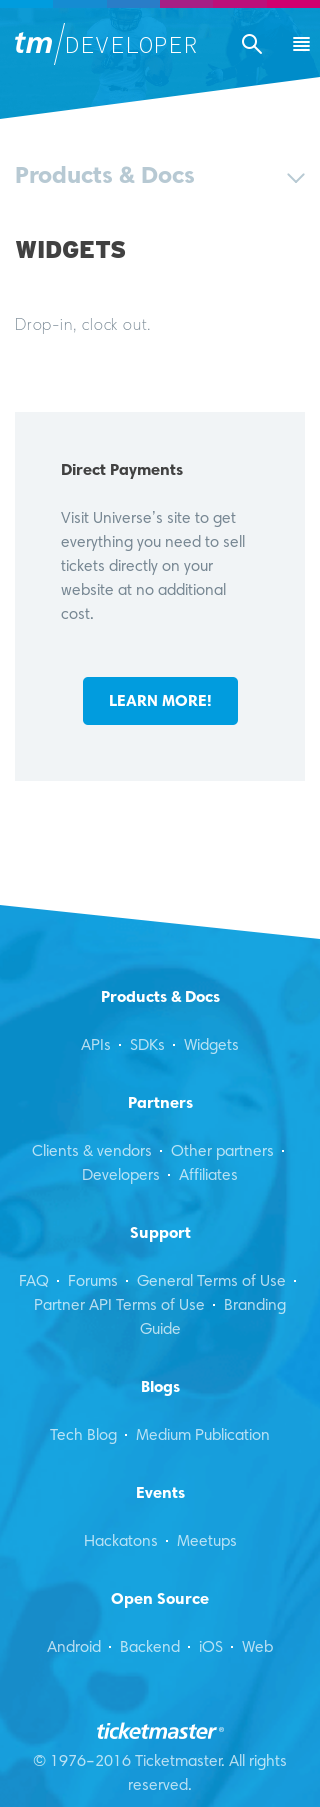 tm/DEVELOPER
Products & Docs
WIDGETS
Drop-in, clock out.
Direct Payments
Visit Universe's site to get
everything you need to sell
tickets directly on your
website at no additional
cost.
LEARN MORE!
Products & Docs
APIs · SDKs · Widgets
Partners
Clients & vendors · Other partners ·
Developers · Affiliates
Support
FAQ · Forums · General Terms of Use ·
Partner API Terms of Use · Branding
Guide
Blogs
Tech Blog · Medium Publication
Events
Hackatons · Meetups
Open Source
Android · Backend · iOS · Web
ticketmaster®
© 1976-2016 Ticketmaster. All rights
reserved.